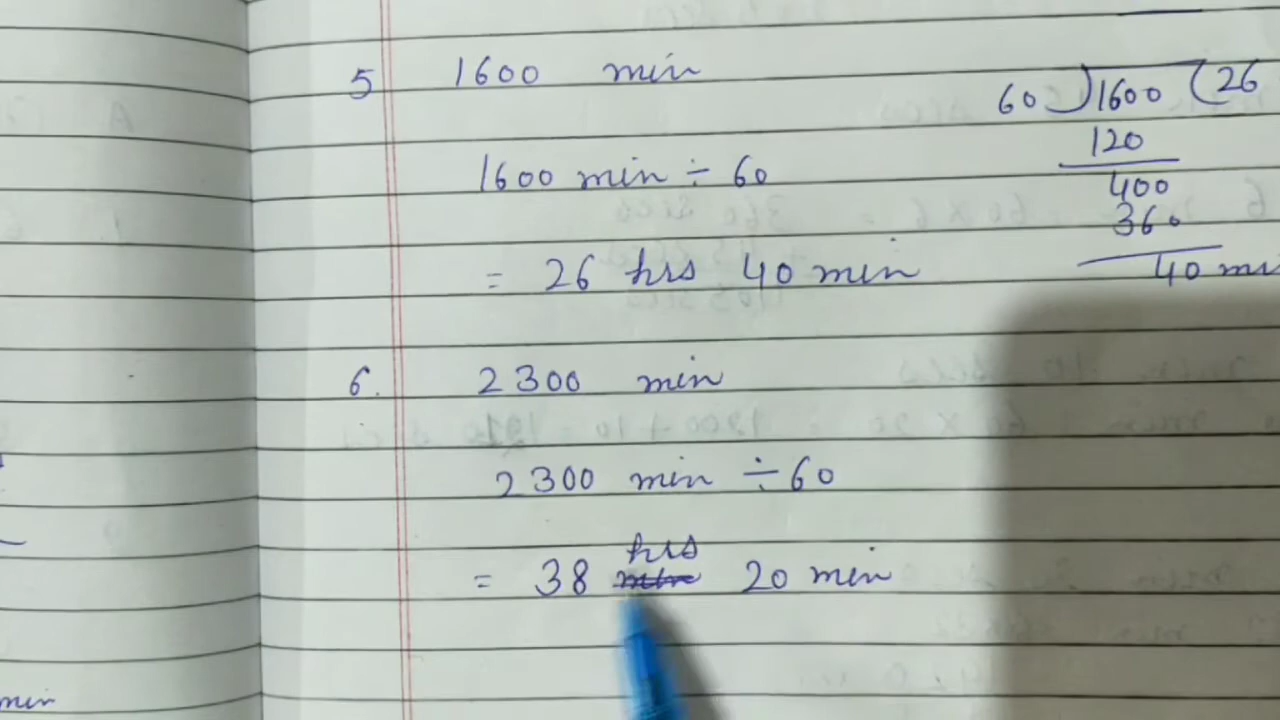 5 1600 min
60 ) 1600 ( 26
120
1600 min ÷ 60
400
360
= 26 hrs 40 min
40
6. 2300 min
2300 min ÷ 60
hrs
= 38 20 min
min